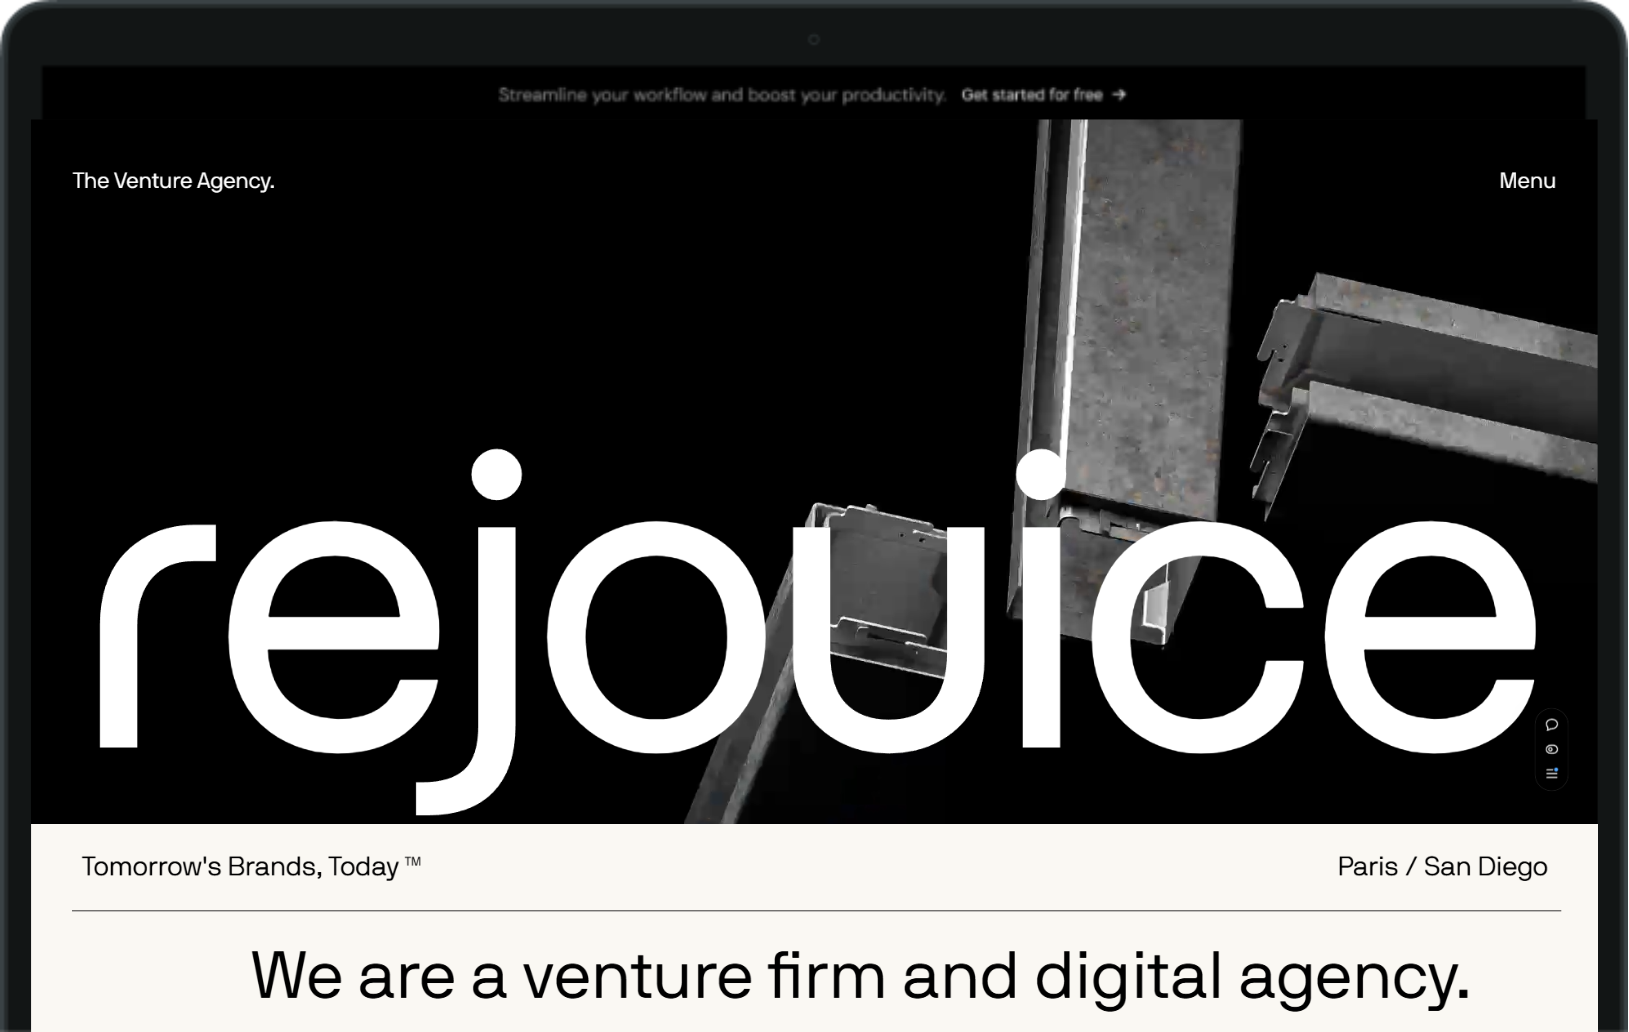 Streamline your workflow and boost your productivity. Get started for free →
The Venture Agency.
Menu
rejouice
Tomorrow's Brands, Today ™
Paris / San Diego
We are a venture firm and digital agency.